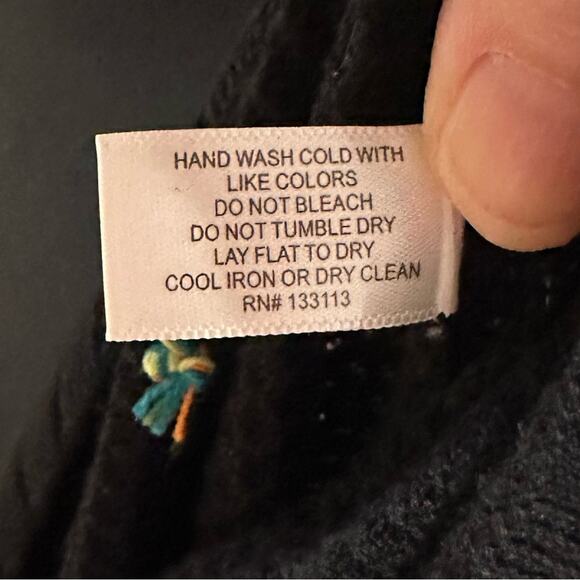 HAND WASH COLD WITH
LIKE COLORS
DO NOT BLEACH
DO NOT TUMBLE DRY
LAY FLAT TO DRY
COOL IRON OR DRY CLEAN
RN# 133113